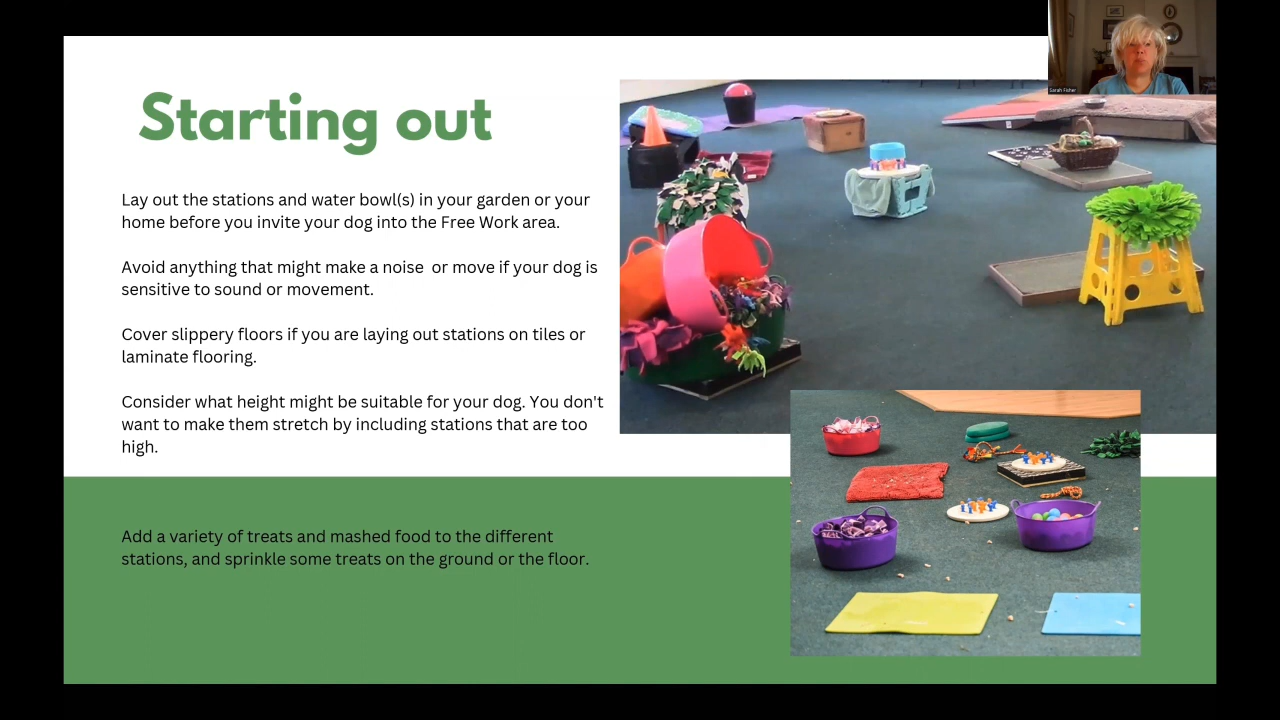 Starting out
Lay out the stations and water bowl(s) in your garden or your
home before you invite your dog into the Free Work area.
Avoid anything that might make a noise  or move if your dog is
sensitive to sound or movement.
Cover slippery floors if you are laying out stations on tiles or
laminate flooring.
Consider what height might be suitable for your dog. You don't
want to make them stretch by including stations that are too
high.
Add a variety of treats and mashed food to the different
stations, and sprinkle some treats on the ground or the floor.
Sarah Fisher